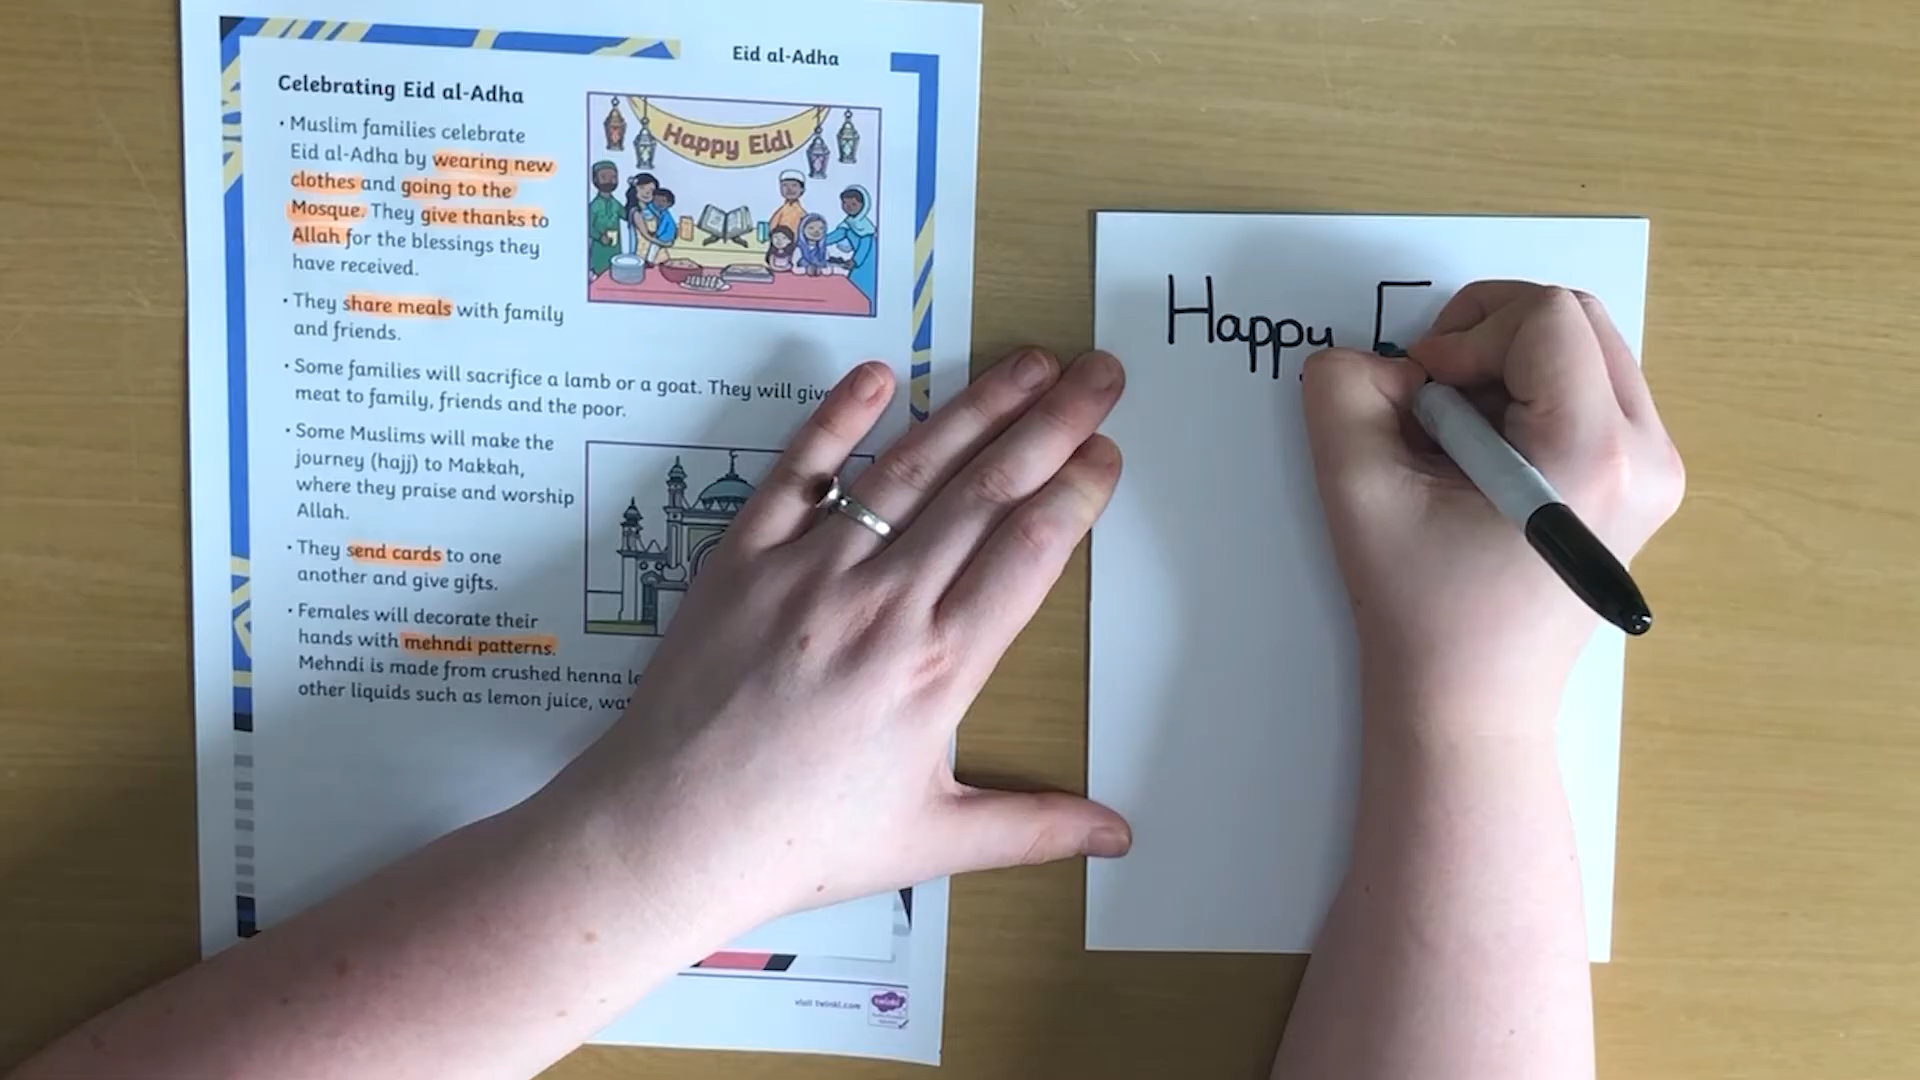 Eid al-Adha
Celebrating Eid al-Adha
• Muslim families celebrate
Eid al-Adha by wearing new
clothes and going to the
Mosque. They give thanks to
Allah for the blessings they
have received.
• They share meals with family
and friends.
• Some families will sacrifice a lamb or a goat. They will give
meat to family, friends and the poor.
• Some Muslims will make the
journey (hajj) to Makkah,
where they praise and worship
Allah.
• They send cards to one
another and give gifts.
• Females will decorate their
hands with mehndi patterns.
Mehndi is made from crushed henna
other liquids such as lemon juice,
Happy Eid!
visit twinkl.com
twinkl
Happy E